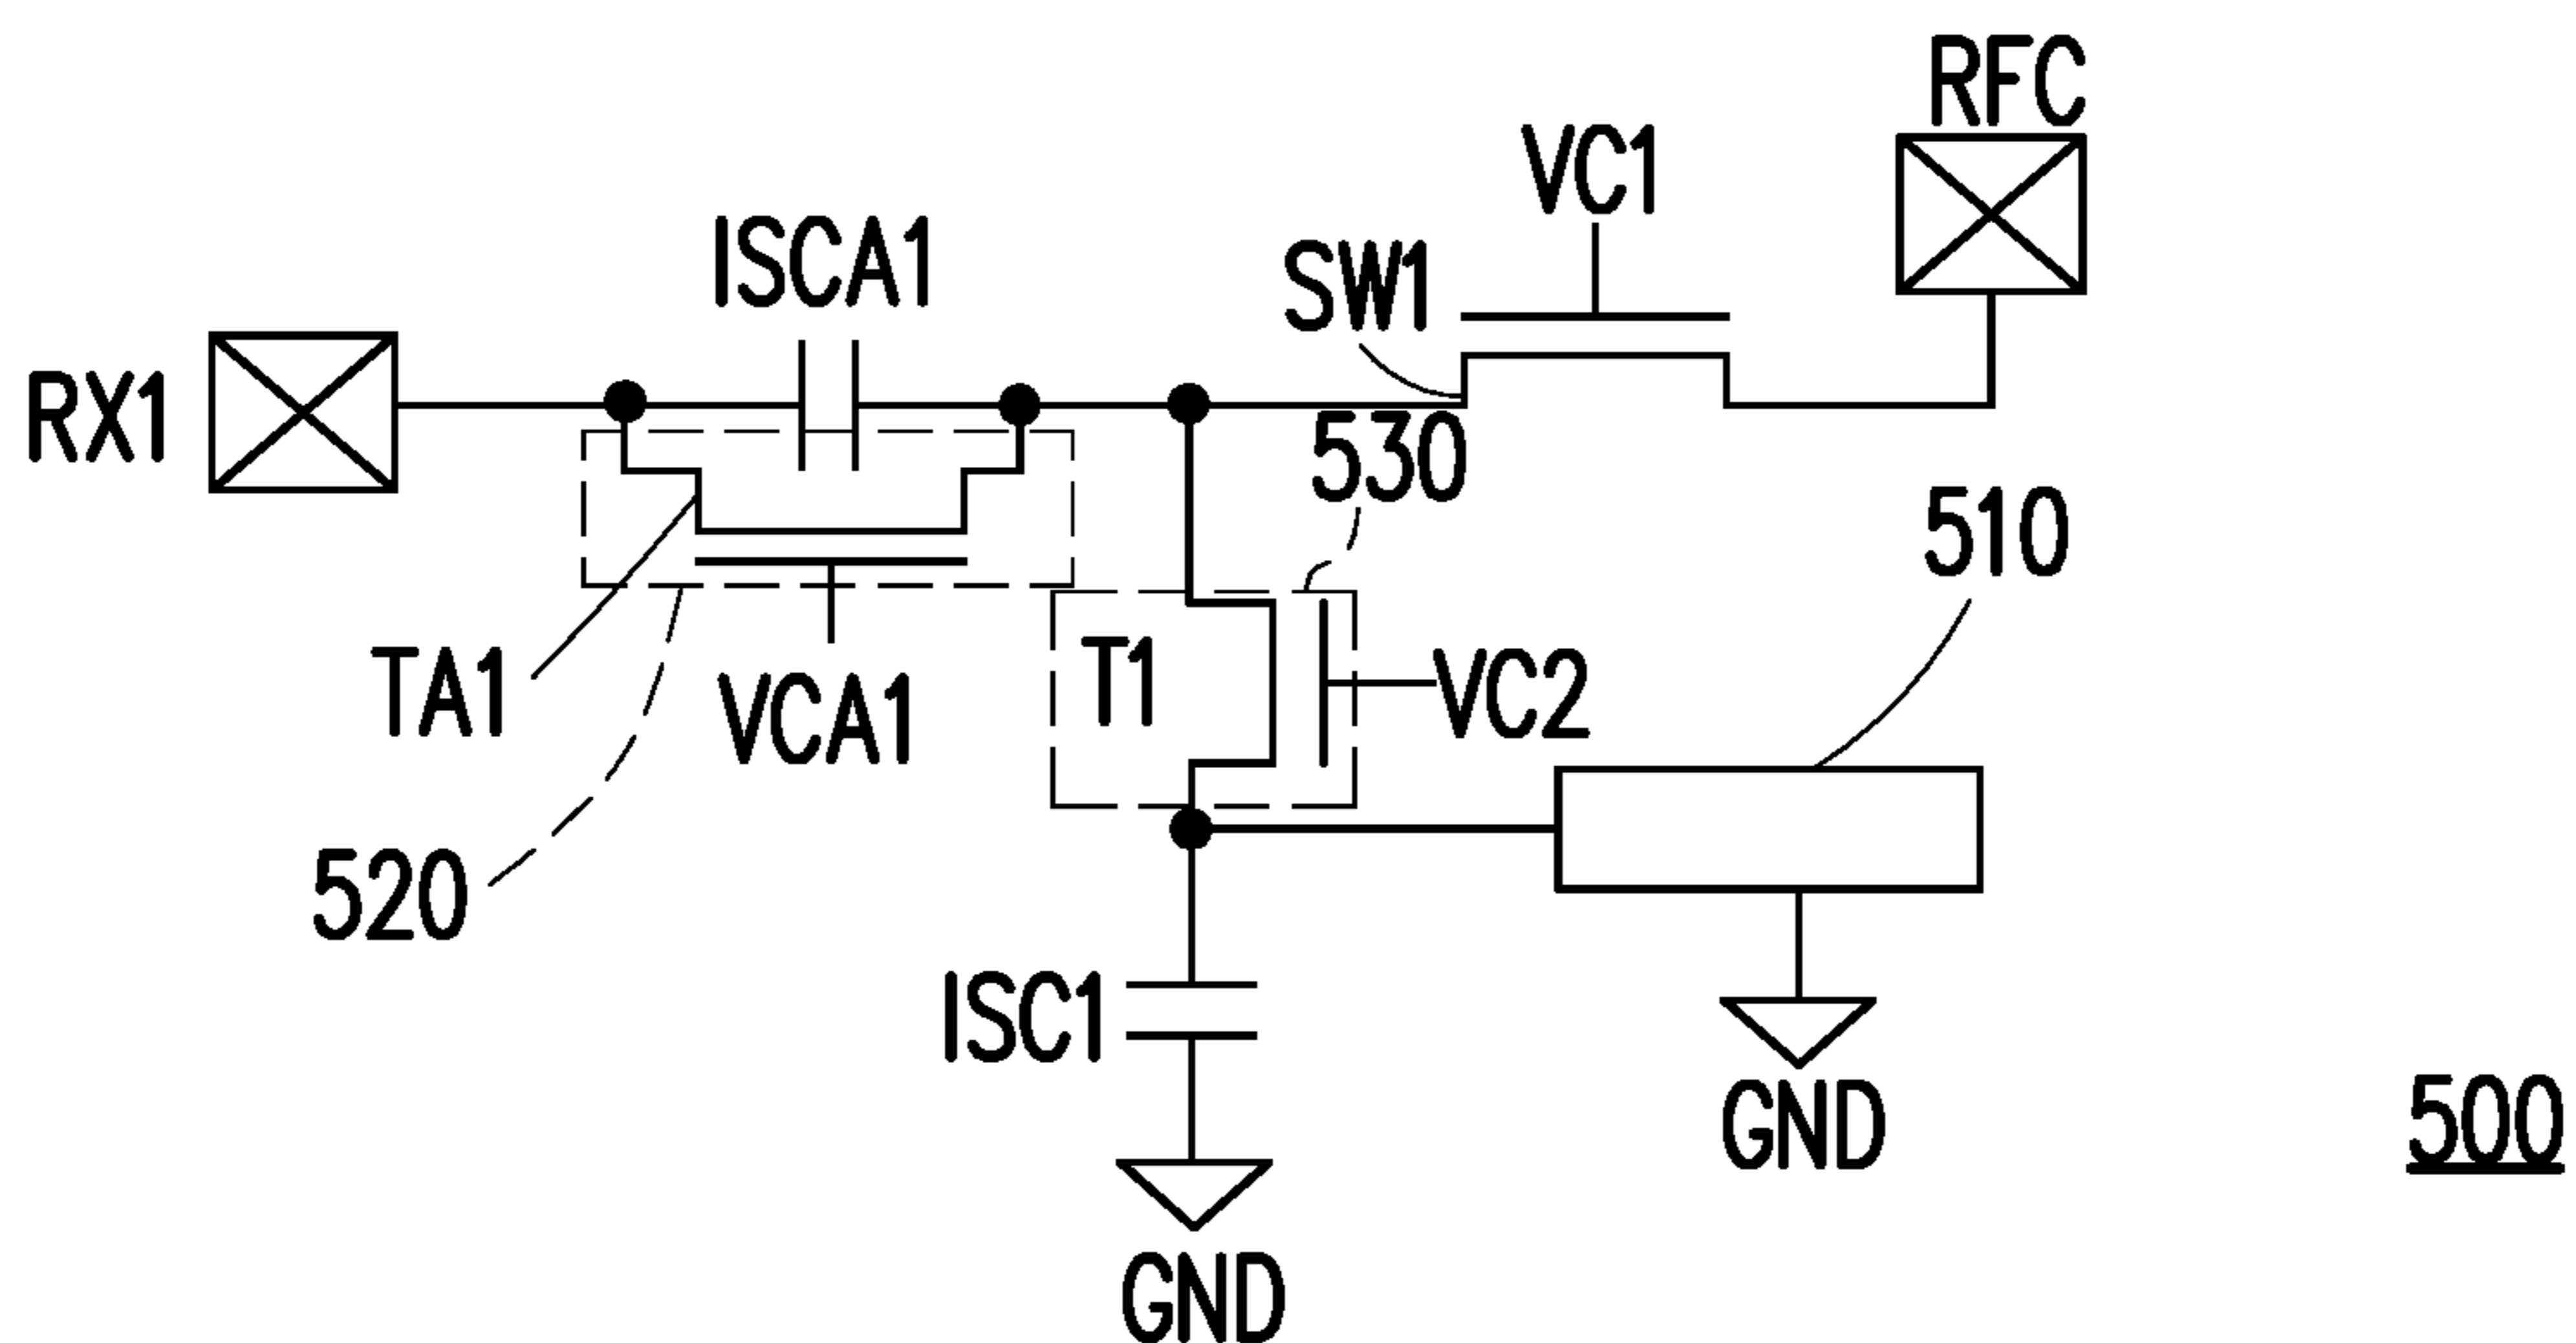 RFC
VC1
ISCA1
SW1
RX1
530
510
TA1
T1
VC2
VCA1
520
ISC1
GND
500
GND